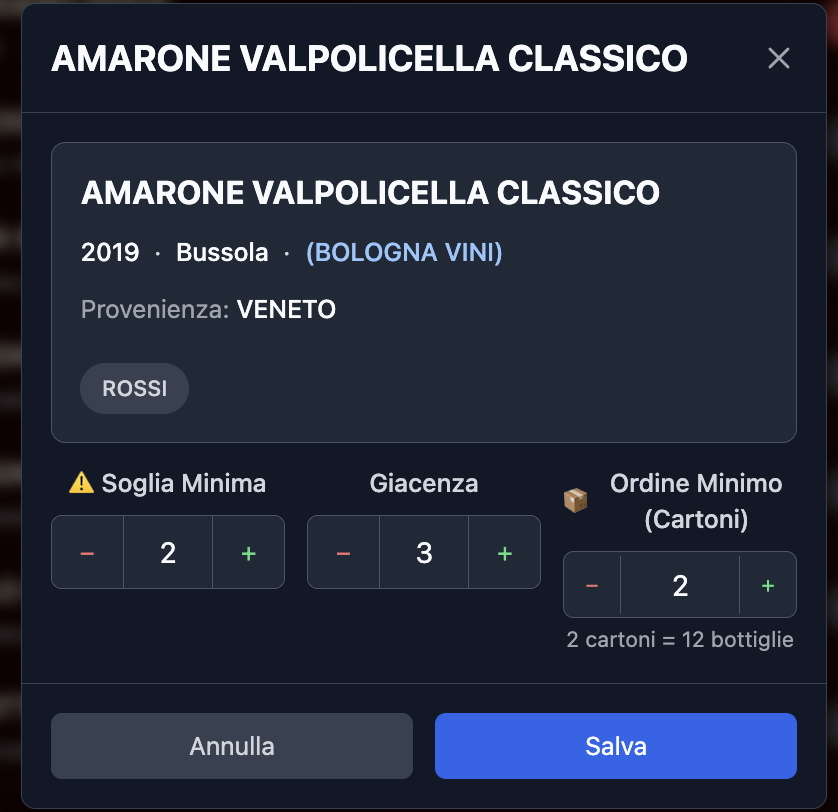 AMARONE VALPOLICELLA CLASSICO
AMARONE VALPOLICELLA CLASSICO
2019 · Bussola · (BOLOGNA VINI)
Provenienza: VENETO
ROSSI
⚠️ Soglia Minima
− 2 +
Giacenza
− 3 +
📦 Ordine Minimo
(Cartoni)
− 2 +
2 cartoni = 12 bottiglie
Annulla
Salva